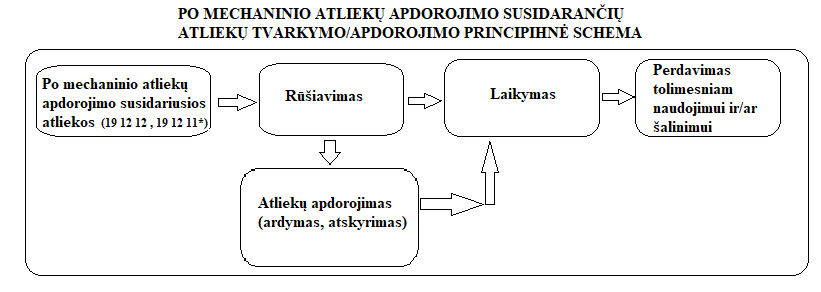 PO MECHANINIO ATLIEKŲ APDOROJIMO SUSIDARANČIŲ
ATLIEKŲ TVARKYMO/APDOROJIMO PRINCIPIHNĖ SCHEMA
Po mechaninio atliekų
apdorojimo susidariusios
atliekos (19 12 12 , 19 12 11*)
Rūšiavimas
Laikymas
Perdavimas
tolimesniam
naudojimui ir/ar
šalinimui
Atliekų apdorojimas
(ardymas, atskyrimas)